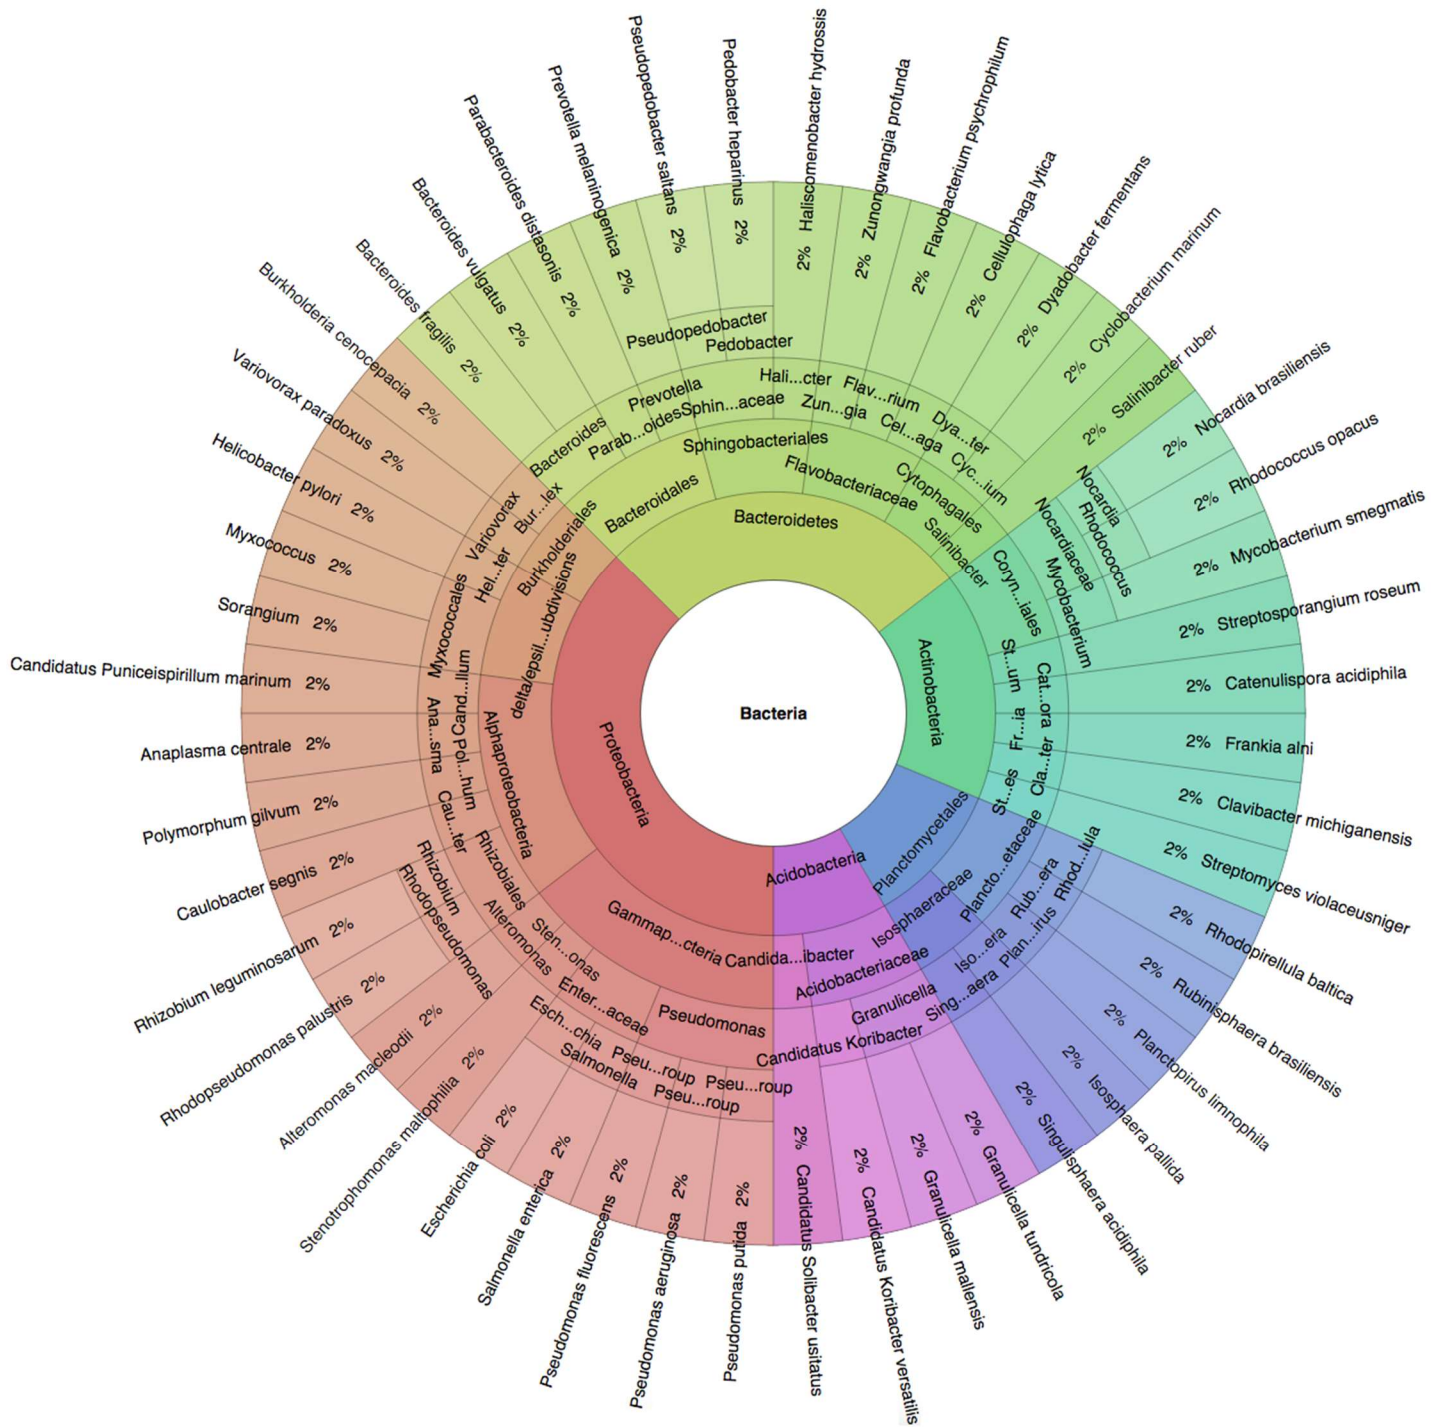 Bacteria
Bacteroidetes
Actinobacteria
Planctomycetales
Acidobacteria
Proteobacteria
Bacteroidales
Sphingobacteriales
Flavobacteriaceae
Cytophagales
Salinibacter
Coryn...iales
St...um
Cat...ora
Fr...ia
Cla...ter
St...es
Nocardiaceae
Mycobacterium
Nocardia
Rhodococcus
Plancto...etaceae
Isosphaeraceae
Rhod...lula
Rub...era
Plan...irus
Iso...era
Sing...aera
Candida...ibacter
Acidobacteriaceae
Granulicella
Candidatus Koribacter
Gammap...cteria
Pseudomonas
Enter...aceae
Sten...onas
Alteromonas
Esch...chia
Salmonella
Pseu...roup
Pseu...roup
Pseu...roup
Alphaproteobacteria
Rhizobiales
Rhizobium
Rhodopseudomonas
Cau...ter
Pol...hum
Ana...sma
Cand...llum
delta/epsil...ubdivisions
Myxococcales
Hel...ter
Burkholderiales
Variovorax
Bur...lex
Bacteroides
Parab...oides
Prevotella
Sphin...aceae
Pseudopedobacter
Pedobacter
Hali...cter
Zun...gia
Flav...rium
Cel...aga
Dya...ter
Cyc...ium
2% Haliscomenobacter hydrossis
2% Zunongwangia profunda
2% Flavobacterium psychrophilum
2% Cellulophaga lytica
2% Dyadobacter fermentans
2% Cyclobacterium marinum
2% Salinibacter ruber
2% Nocardia brasiliensis
2% Rhodococcus opacus
2% Mycobacterium smegmatis
2% Streptosporangium roseum
2% Catenulispora acidiphila
2% Frankia alni
2% Clavibacter michiganensis
2% Streptomyces violaceusniger
2% Rhodopirellula baltica
2% Rubinisphaera brasiliensis
2% Planctopirus limnophila
2% Isosphaera pallida
2% Singulisphaera acidiphila
2% Granulicella tundricola
2% Granulicella mallensis
2% Candidatus Koribacter versatilis
2% Candidatus Solibacter usitatus
Pseudomonas putida 2%
Pseudomonas aeruginosa 2%
Pseudomonas fluorescens 2%
Salmonella enterica 2%
Escherichia coli 2%
Stenotrophomonas maltophilia 2%
Alteromonas macleodii 2%
Rhodopseudomonas palustris 2%
Rhizobium leguminosarum 2%
Caulobacter segnis 2%
Polymorphum gilvum 2%
Anaplasma centrale 2%
Candidatus Puniceispirillum marinum 2%
Sorangium 2%
Myxococcus 2%
Helicobacter pylori 2%
Variovorax paradoxus 2%
Burkholderia cenocepacia 2%
Bacteroides fragilis 2%
Bacteroides vulgatus 2%
Parabacteroides distasonis 2%
Prevotella melaninogenica 2%
Pseudopedobacter saltans 2%
Pedobacter heparinus 2%